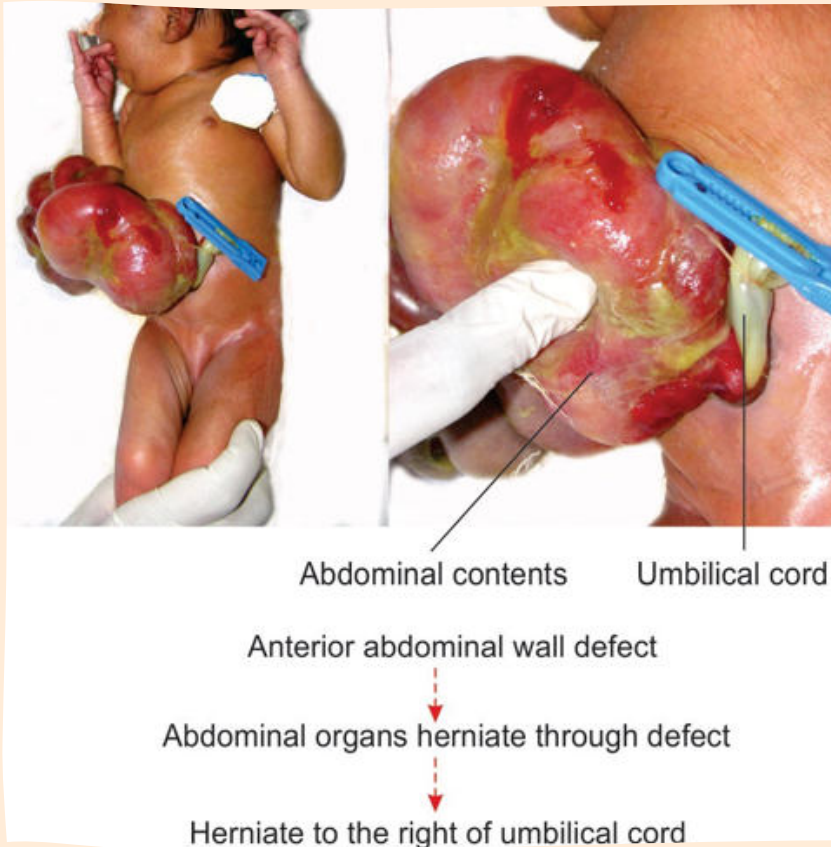 Abdominal contents
Umbilical cord
Anterior abdominal wall defect
Abdominal organs herniate through defect
Herniate to the right of umbilical cord